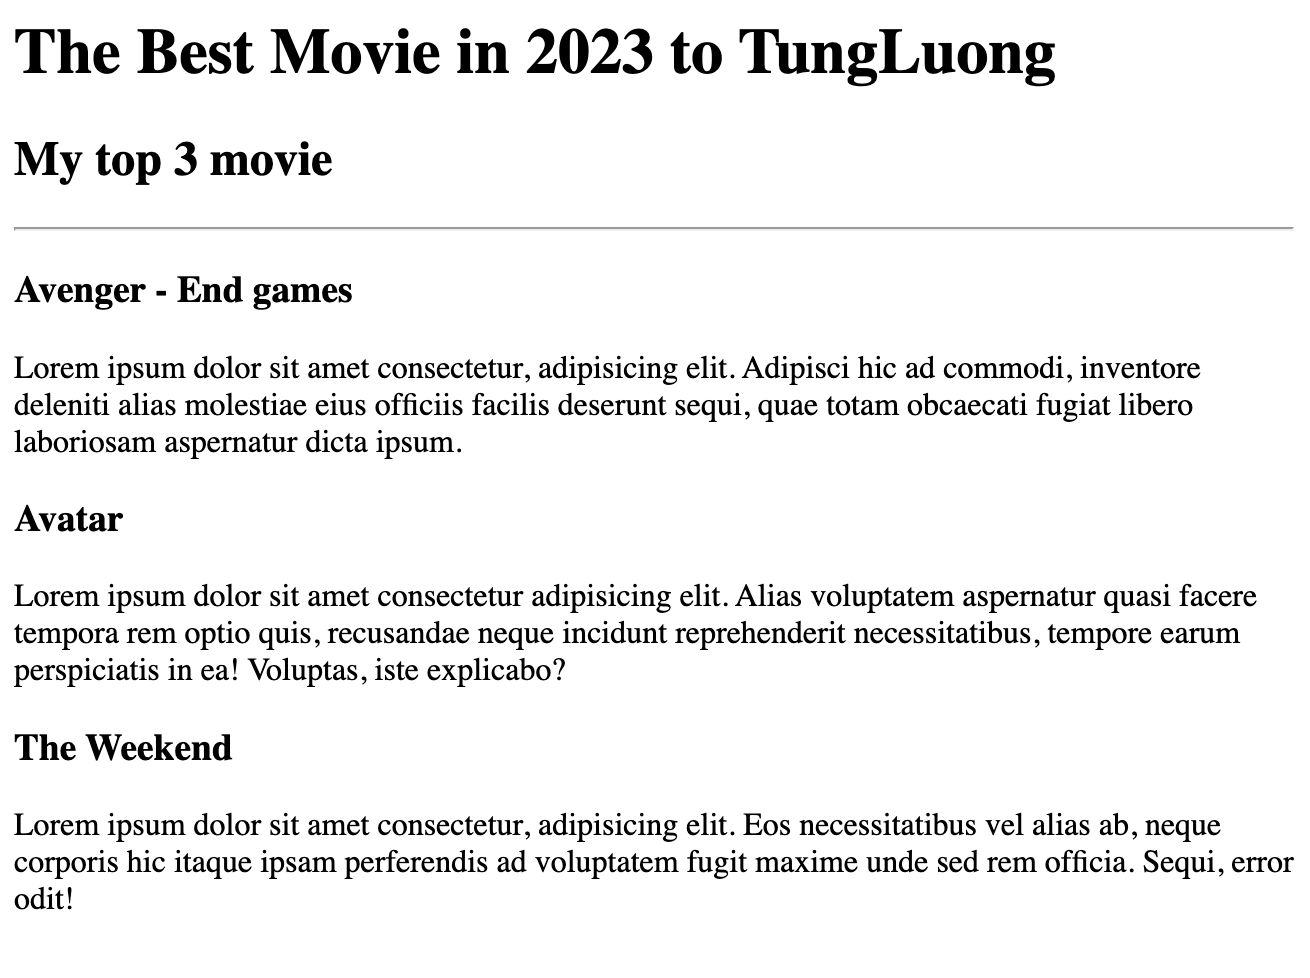 The Best Movie in 2023 to TungLuong
My top 3 movie
Avenger - End games
Lorem ipsum dolor sit amet consectetur, adipisicing elit. Adipisci hic ad commodi, inventore
deleniti alias molestiae eius officiis facilis deserunt sequi, quae totam obcaecati fugiat libero
laboriosam aspernatur dicta ipsum.
Avatar
Lorem ipsum dolor sit amet consectetur adipisicing elit. Alias voluptatem aspernatur quasi facere
tempora rem optio quis, recusandae neque incidunt reprehenderit necessitatibus, tempore earum
perspiciatis in ea! Voluptas, iste explicabo?
The Weekend
Lorem ipsum dolor sit amet consectetur, adipisicing elit. Eos necessitatibus vel alias ab, neque
corporis hic itaque ipsam perferendis ad voluptatem fugit maxime unde sed rem officia. Sequi, error
odit!